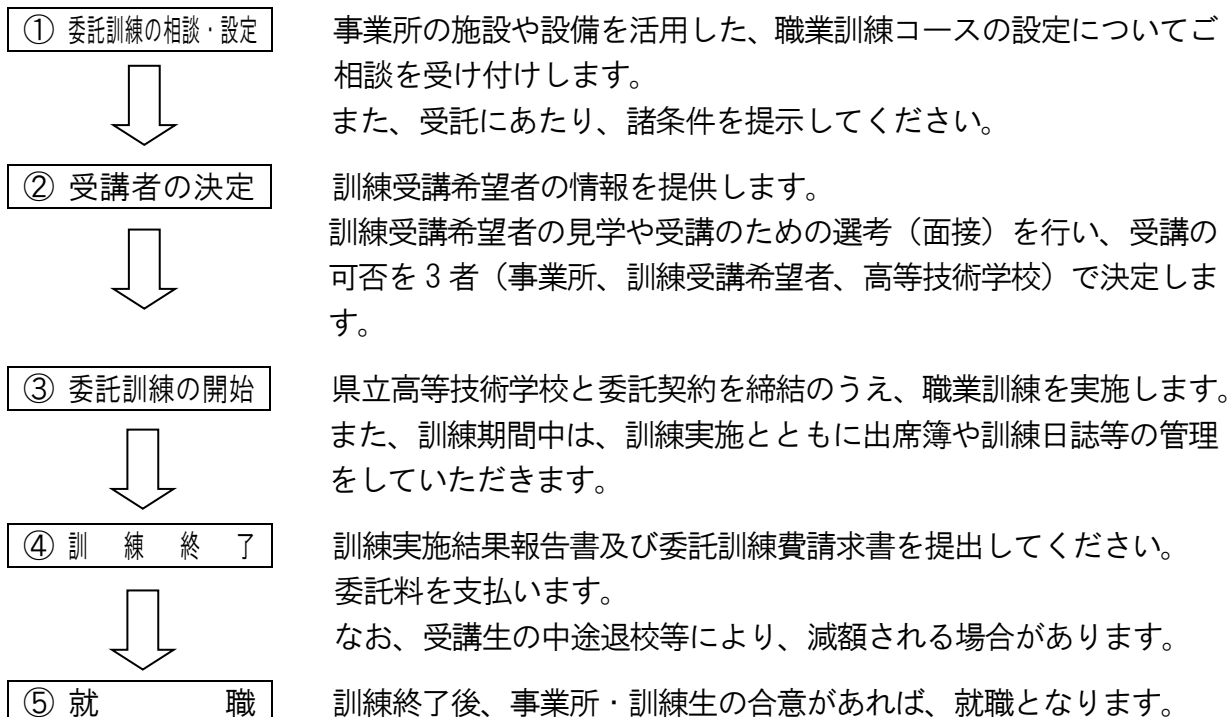 ① 委託訓練の相談・設定
事業所の施設や設備を活用した、職業訓練コースの設定についてご
相談を受け付けします。
また、受託にあたり、諸条件を提示してください。
② 受講者の決定
訓練受講希望者の情報を提供します。
訓練受講希望者の見学や受講のための選考（面接）を行い、受講の
可否を3者（事業所、訓練受講希望者、高等技術学校）で決定しま
す。
③ 委託訓練の開始
県立高等技術学校と委託契約を締結のうえ、職業訓練を実施します。
また、訓練期間中は、訓練実施とともに出席簿や訓練日誌等の管理
をしていただきます。
④ 訓 練 終 了
訓練実施結果報告書及び委託訓練費請求書を提出してください。
委託料を支払います。
なお、受講生の中途退校等により、減額される場合があります。
⑤ 就 職
訓練終了後、事業所・訓練生の合意があれば、就職となります。